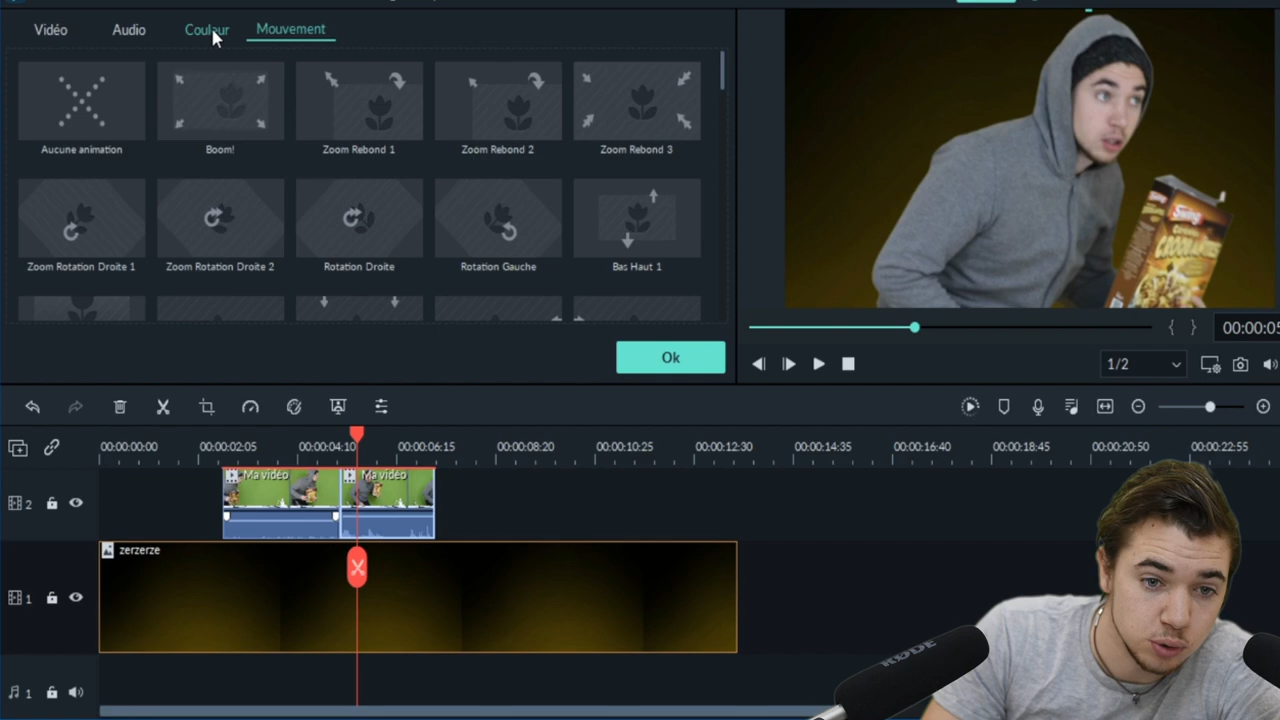 Vidéo Audio Couleur Mouvement
Aucune animation Boom! Zoom Rebond 1 Zoom Rebond 2 Zoom Rebond 3
Zoom Rotation Droite 1 Zoom Rotation Droite 2 Rotation Droite Rotation Gauche Bas Haut 1
Ok
Swing
{ } 00:00:05
1/2
00:00:00:00 00:00:02:05 00:00:04:10 00:00:06:15 00:00:08:20 00:00:10:25 00:00:12:30 00:00:14:35 00:00:16:40 00:00:18:45 00:00:20:50 00:00:22:55
Ma vidéo Ma vidéo
2
zerzerze
1
RØDE
1